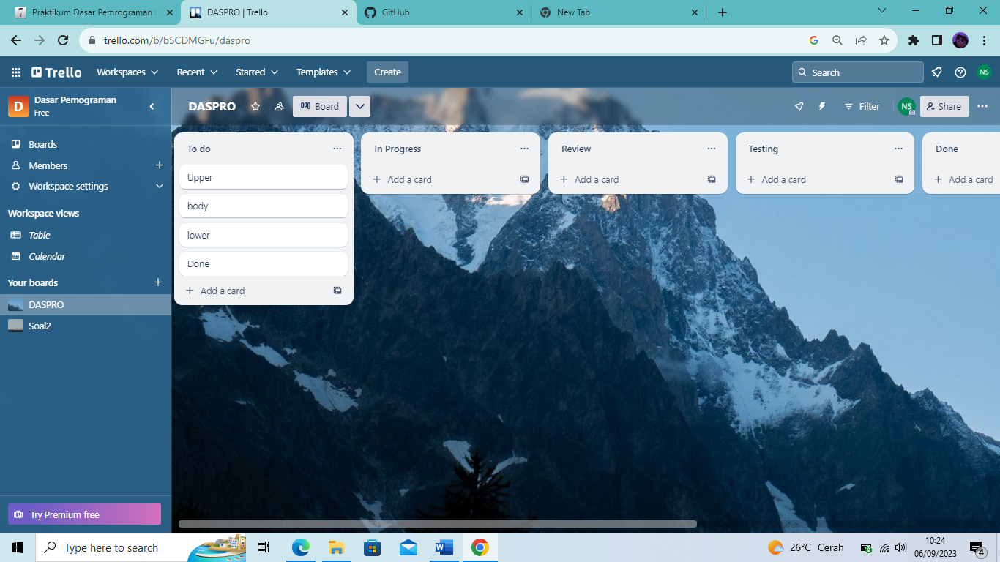 Praktikum Dasar Pemrograman :
DASPRO | Trello
GitHub
New Tab
trello.com/b/b5CDMGFu/daspro
Trello
Workspaces
Recent
Starred
Templates
Create
Search
NS
D
Dasar Pemograman
Free
DASPRO
Board
Filter
NS
Share
Boards
Members
Workspace settings
Workspace views
Table
Calendar
Your boards
DASPRO
Soal2
Try Premium free
To do
Upper
body
lower
Done
Add a card
In Progress
Add a card
Review
Add a card
Testing
Add a card
Done
Add a card
Type here to search
26°C Cerah
10:24
06/09/2023
4